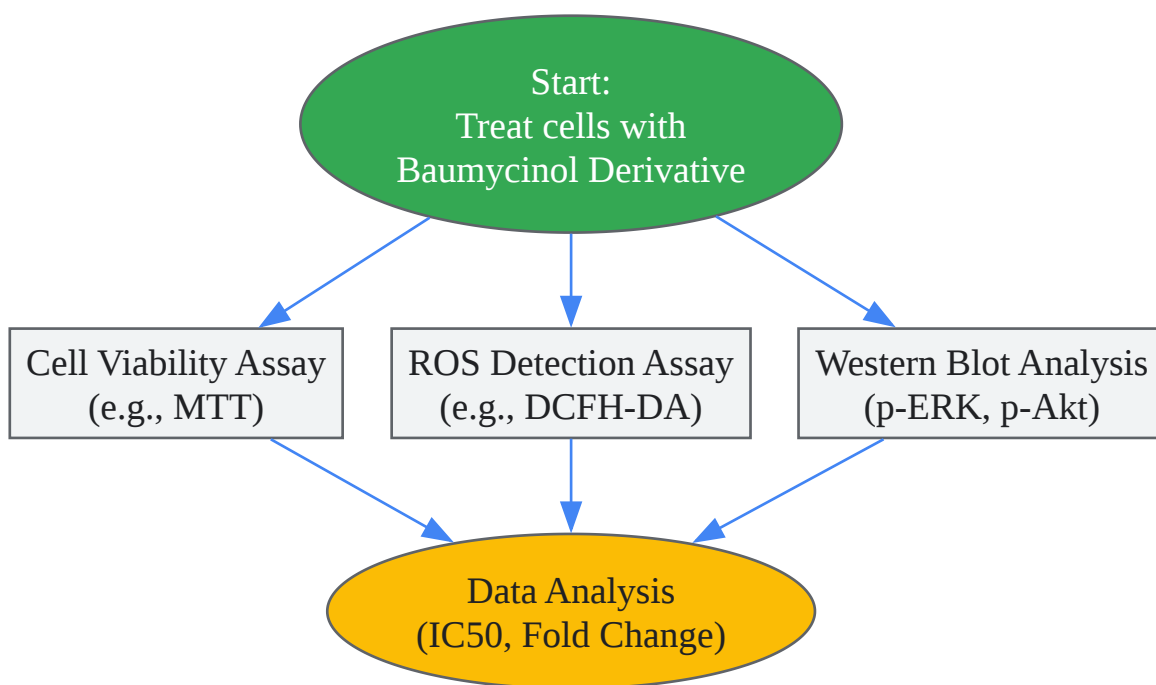 Start:
Treat cells with
Baumycinol Derivative
Cell Viability Assay
(e.g., MTT)
ROS Detection Assay
(e.g., DCFH-DA)
Western Blot Analysis
(p-ERK, p-Akt)
Data Analysis
(IC50, Fold Change)